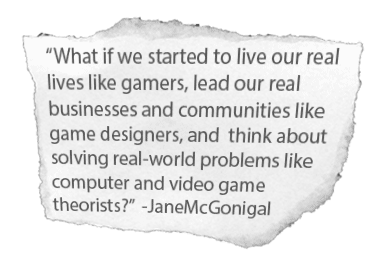 “What if we started to live our real
lives like gamers, lead our real
businesses and communities like
game designers, and  think about
solving real-world problems like
computer and video game
theorists?”  -JaneMcGonigal